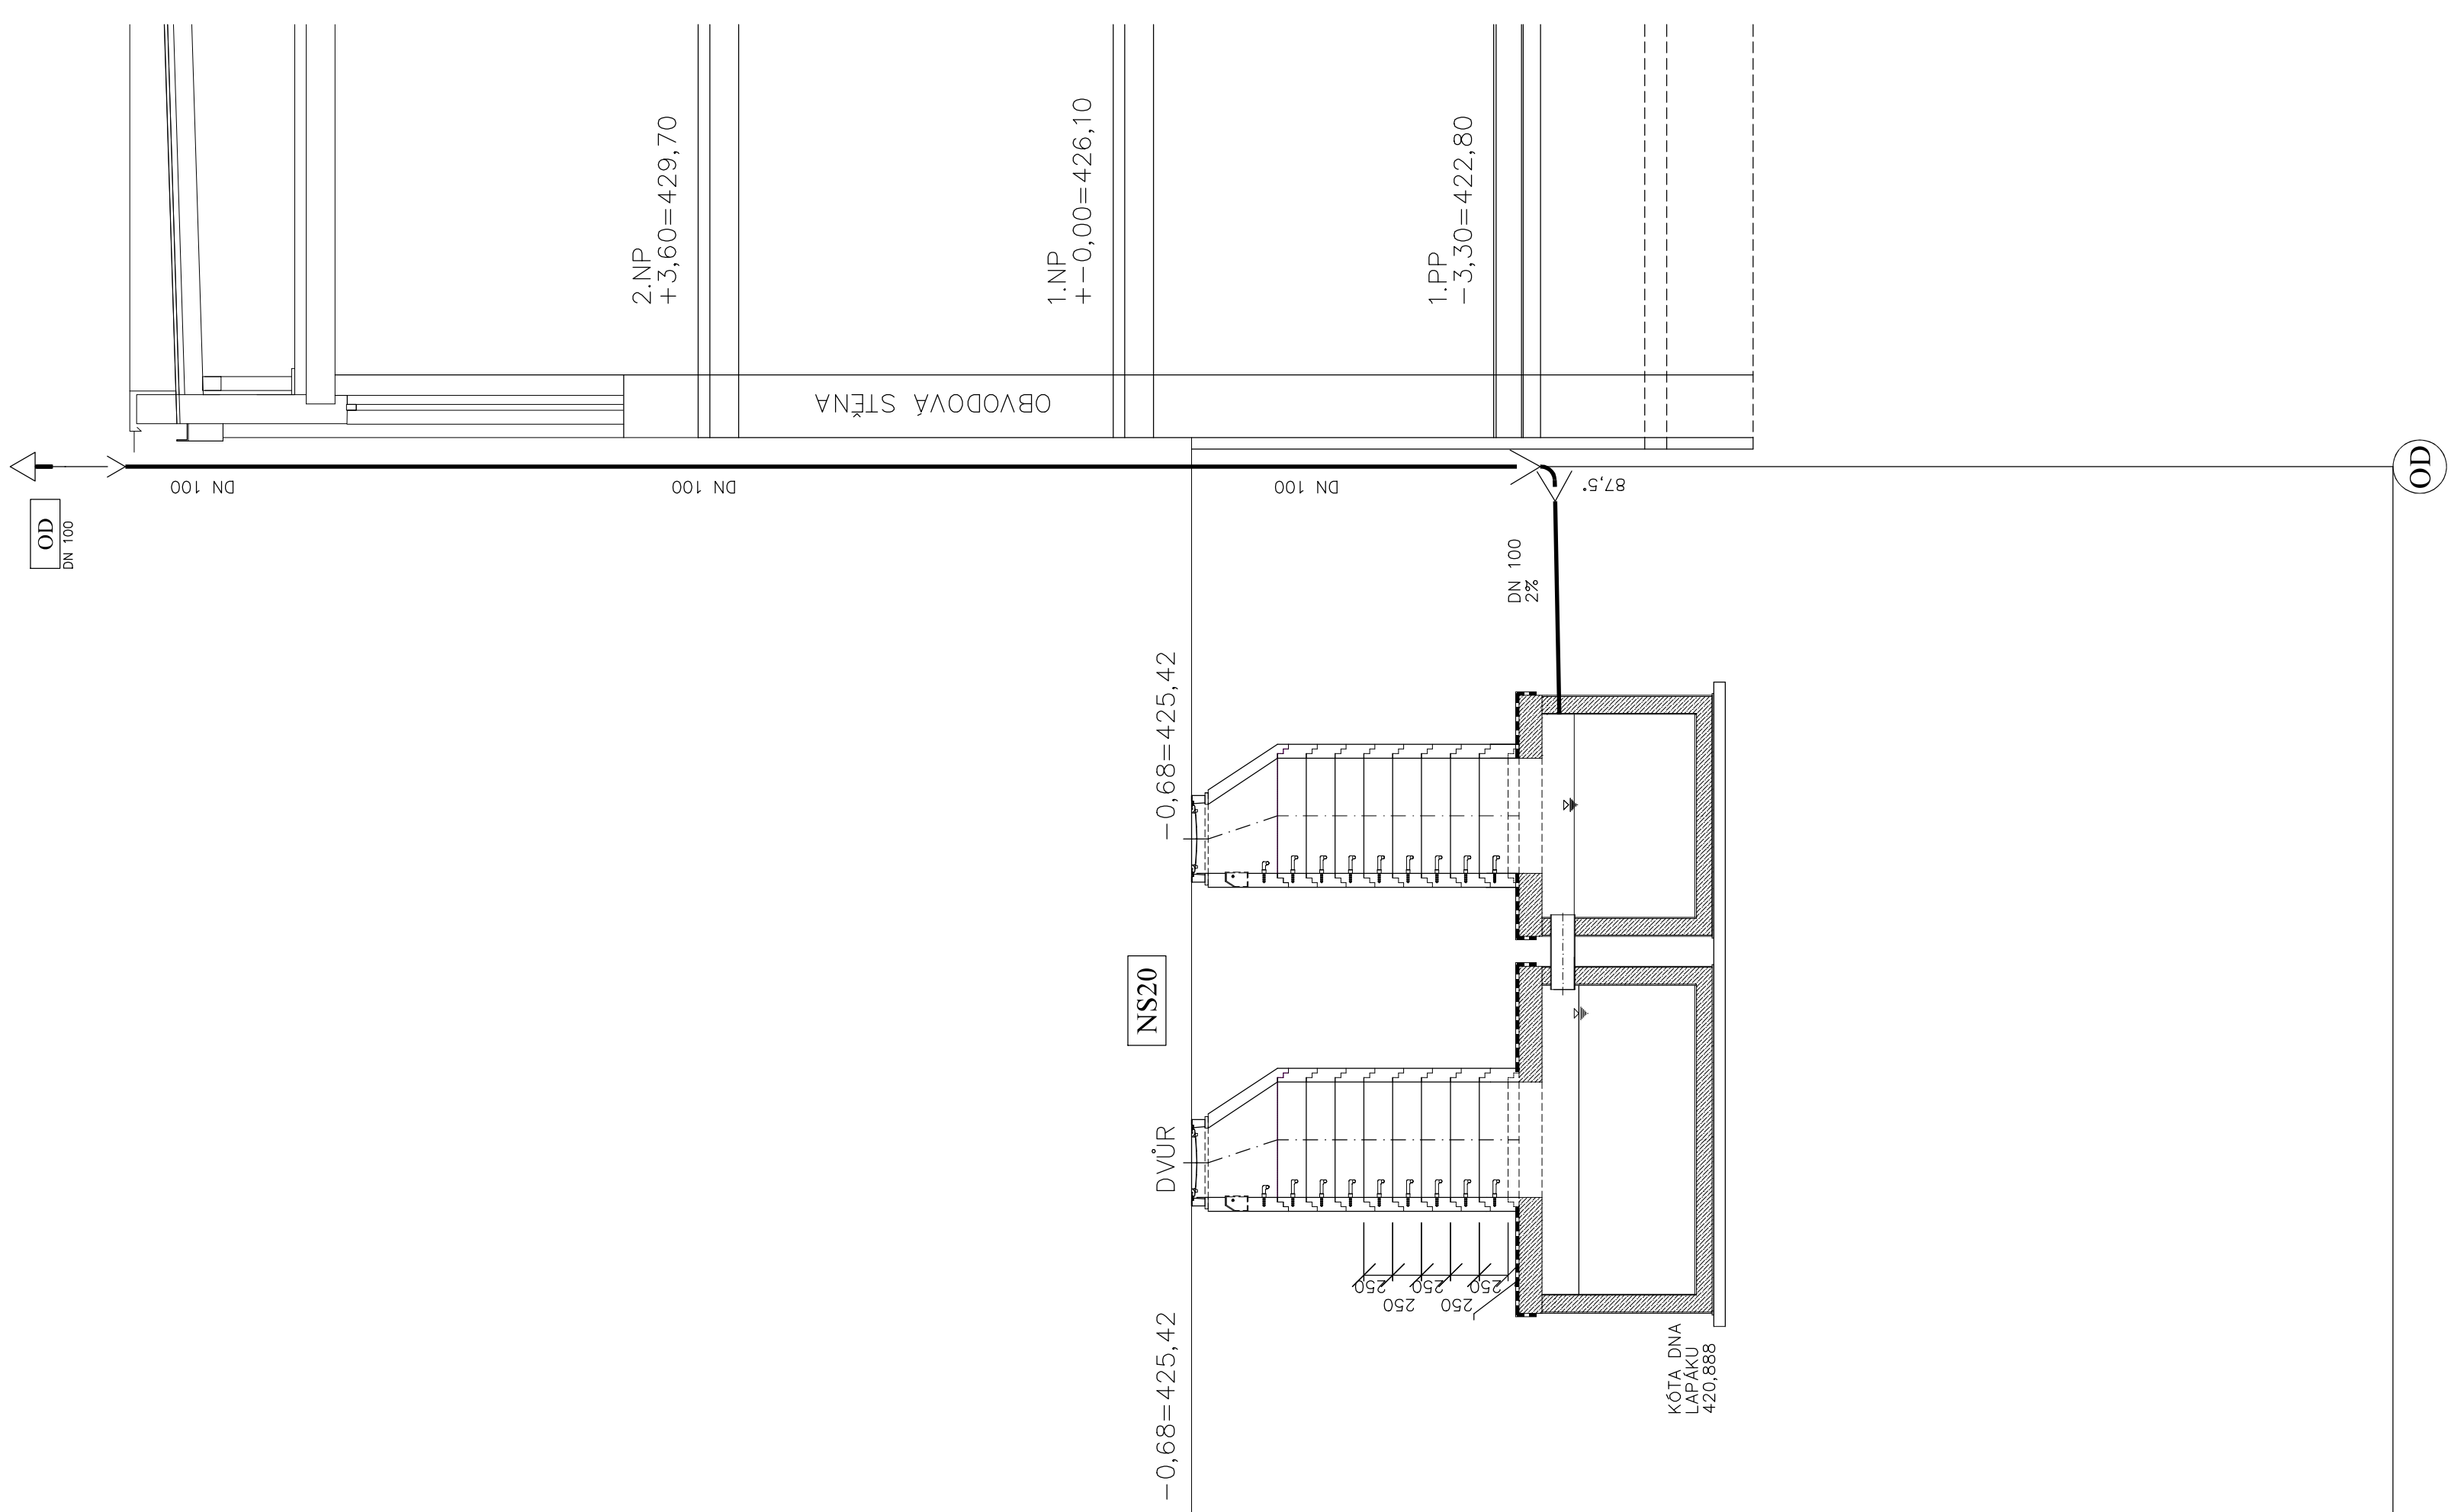 OD
DN 100
DN 100
DN 100
DN 100
2.NP
+3,60=429,70
1.NP
+-0,00=426,10
1.PP
-3,30=422,80
OBVODOVÁ STĚNA
87,5°
OD
DN 100
2%
-0,68=425,42
NS20
DVŮR
-0,68=425,42
250
250
250
250
250
KÓTA DNA
LAPÁKU
420,888